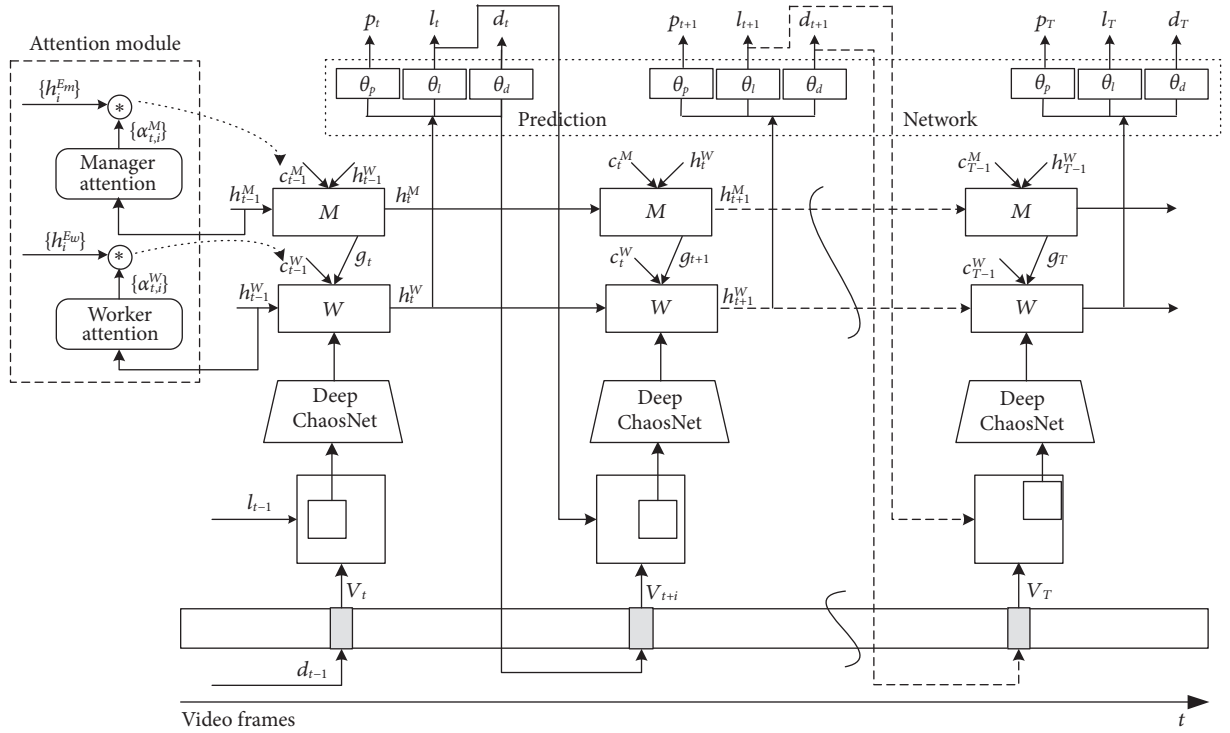 p_t l_t d_t p_{t+1} l_{t+1} d_{t+1} p_T l_T d_T
Attention module
θ_p θ_l θ_d θ_p θ_l θ_d θ_p θ_l θ_d
Prediction Network
{h_i^{E_m}} *
{α_{t,i}^M}
Manager
attention
c_{t-1}^M h_{t-1}^W c_t^M h_t^W c_{T-1}^M h_{T-1}^W
h_{t-1}^M M h_t^M M h_{t+1}^M M
{h_i^{E_w}} *
{α_{t,i}^W}
c_{t-1}^W g_t c_t^W g_{t+1} c_{T-1}^W g_T
Worker
attention
h_{t-1}^W W h_t^W W h_{t+1}^W W
Deep
ChaosNet
Deep
ChaosNet
Deep
ChaosNet
l_{t-1}
V_t V_{t+i} V_T
d_{t-1}
Video frames t